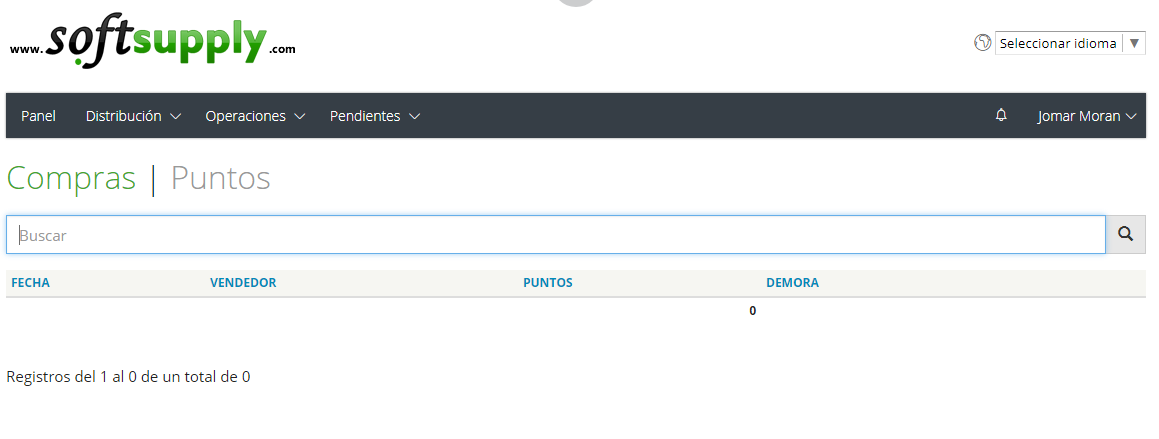 www.softsupply.com
Seleccionar idioma ▼
Panel Distribución Operaciones Pendientes Jomar Moran
Compras | Puntos
Buscar
FECHA VENDEDOR PUNTOS DEMORA
0
Registros del 1 al 0 de un total de 0